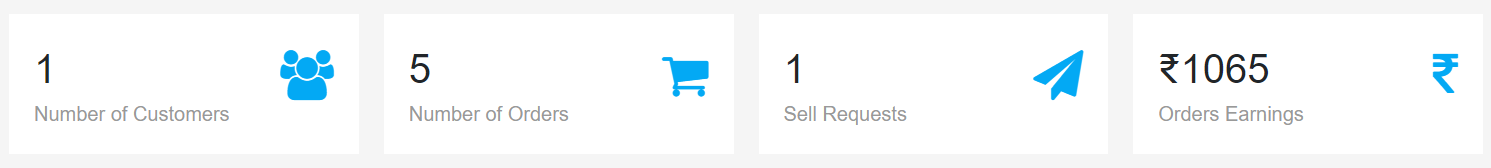 1
Number of Customers
5
Number of Orders
1
Sell Requests
₹1065
Orders Earnings
₹